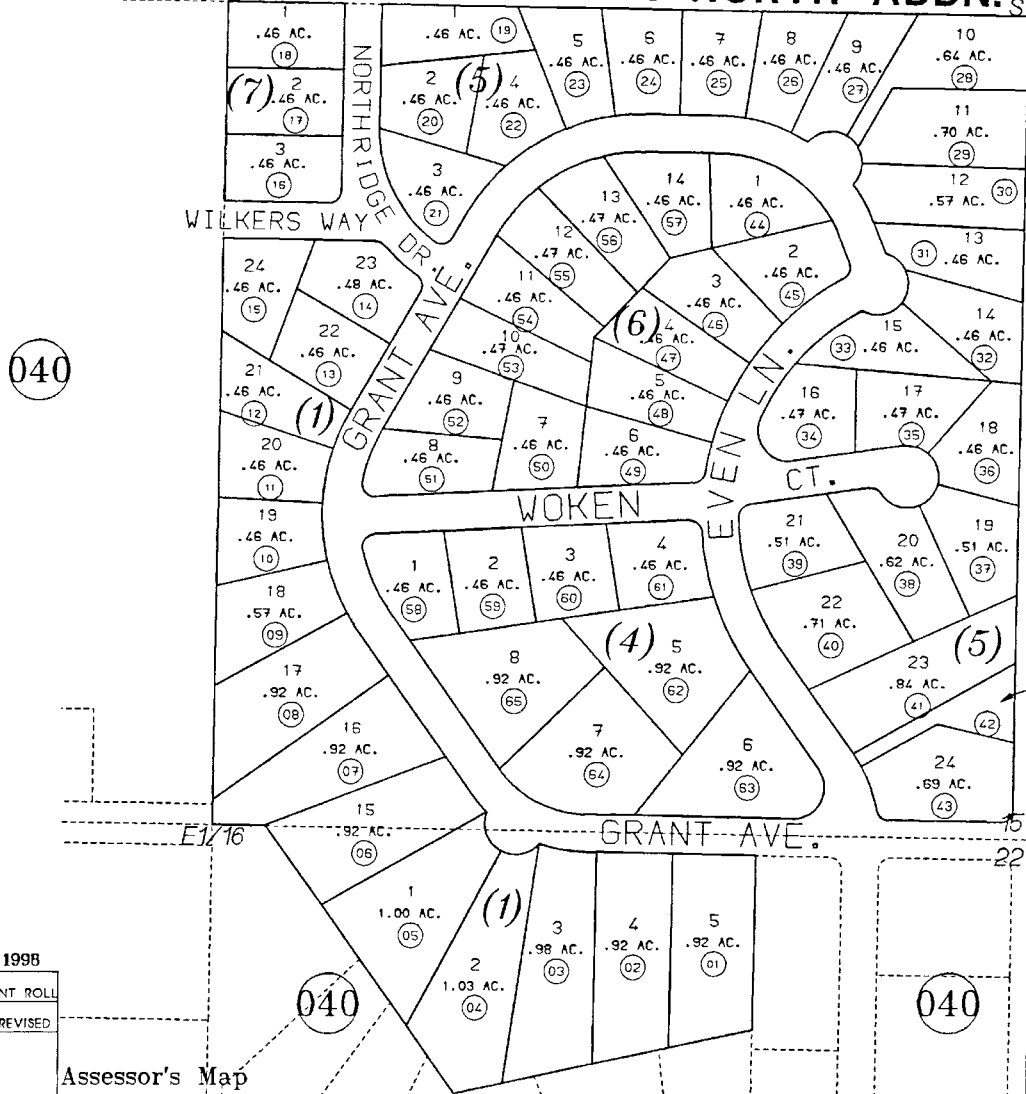 NORTH ADDN.
1
.46 AC.
18
(7)
2
.46 AC.
17
3
.46 AC.
16
NORTHRIDGE DR.
WILKERS WAY
1
.46 AC.
19
2
.46 AC.
20
(5)
4
.46 AC.
22
3
.46 AC.
21
5
.46 AC.
23
6
.46 AC.
24
7
.46 AC.
25
8
.46 AC.
26
9
.46 AC.
27
10
.64 AC.
28
11
.70 AC.
29
12
.57 AC.
30
13
.46 AC.
31
14
.46 AC.
32
15
.46 AC.
33
16
.47 AC.
34
17
.47 AC.
35
18
.46 AC.
36
19
.51 AC.
37
20
.62 AC.
38
21
.51 AC.
39
22
.71 AC.
40
23
.84 AC.
41
42
24
.69 AC.
43
(5)
24
.46 AC.
15
23
.48 AC.
14
22
.46 AC.
13
21
.46 AC.
12
(1)
20
.46 AC.
11
19
.46 AC.
10
18
.57 AC.
09
17
.92 AC.
08
16
.92 AC.
07
15
.92 AC.
06
GRANT AVE.
14
.46 AC.
57
1
.46 AC.
44
13
.47 AC.
56
12
.47 AC.
55
11
.46 AC.
54
10
.47 AC.
53
9
.46 AC.
52
8
.46 AC.
51
7
.46 AC.
50
6
.46 AC.
49
5
.46 AC.
48
(6)
4
.46 AC.
47
3
.46 AC.
46
2
.46 AC.
45
EVEN LN.
WOKEN CT.
1
.46 AC.
58
2
.46 AC.
59
3
.46 AC.
60
4
.46 AC.
61
(4)
5
.92 AC.
62
8
.92 AC.
65
7
.92 AC.
64
6
.92 AC.
63
GRANT AVE.
E1/16
15
22
1
1.00 AC.
05
(1)
2
1.03 AC.
04
3
.98 AC.
03
4
.92 AC.
02
5
.92 AC.
01
040
040
040
1998
NT ROLL
REVISED
Assessor's Map